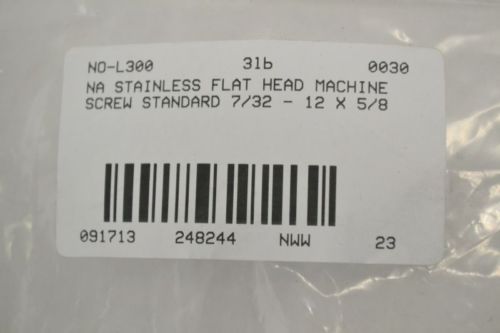 NO-L300 31b 0030
NA STAINLESS FLAT HEAD MACHINE
SCREW STANDARD 7/32 - 12 X 5/8
091713 248244 NWW 23